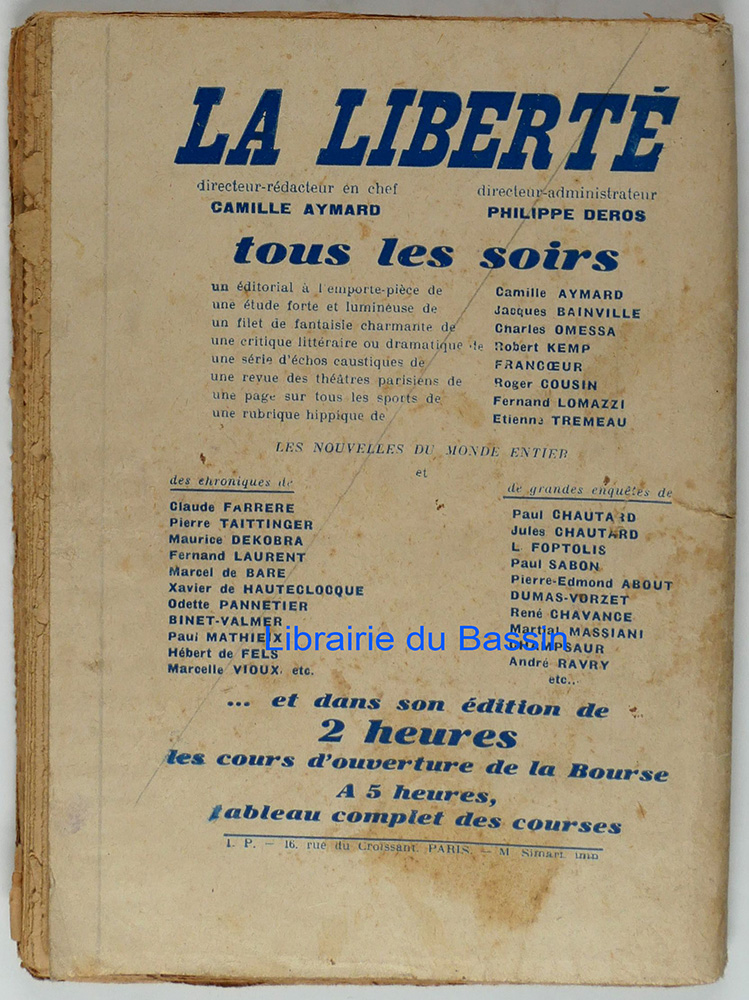 LA LIBERTÉ
directeur-rédacteur en chef
CAMILLE AYMARD
directeur-administrateur
PHILIPPE DEROS
tous les soirs
un éditorial à l'emporte-pièce de Camille AYMARD
une étude forte et lumineuse de Jacques BAINVILLE
un filet de fantaisie charmante de Charles OMESSA
une critique littéraire ou dramatique de Robert KEMP
une série d'échos caustiques de FRANCŒUR
une revue des théâtres parisiens de Roger COUSIN
une page sur tous les sports de Fernand LOMAZZI
une rubrique hippique de Etienne TREMEAU
LES NOUVELLES DU MONDE ENTIER
et
des chroniques de
Claude FARRERE
Pierre TAITTINGER
Maurice DEKOBRA
Fernand LAURENT
Marcel de BARE
Xavier de HAUTECLOCQUE
Odette PANNETIER
BINET-VALMER
Paul MATHIEX
Hébert de FELS
Marcelle VIOUX, etc.
de grandes enquêtes de
Paul CHAUTARD
Jules CHAUTARD
L. FOPTOLIS
Paul SABON
Pierre-Edmond ABOUT
DUMAS-VORZET
René CHAVANCE
Martial MASSIANI
CHAMPSAUR
André RAVRY
etc..
Librairie du Bassin
... et dans son édition de
2 heures
les cours d'ouverture de la Bourse
A 5 heures,
tableau complet des courses
I. P. — 16, rue du Croissant, PARIS. — M. Simart, imp